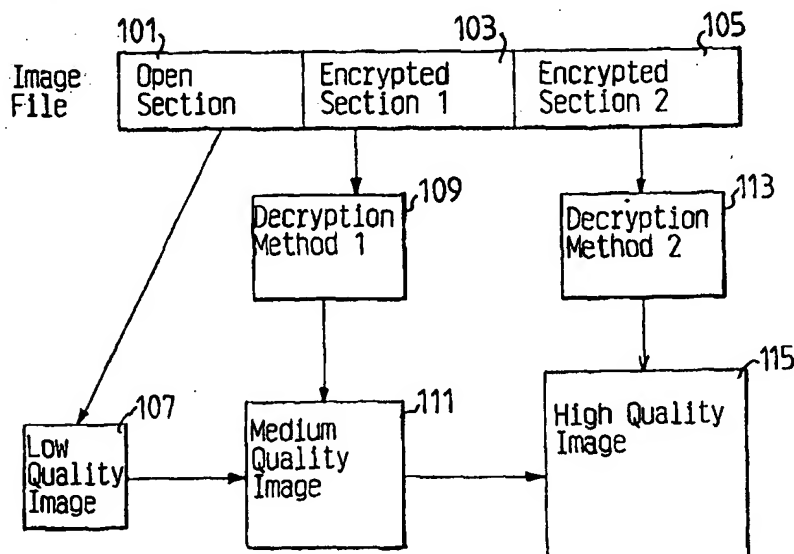 101
103
105
Image
File
Open
Section
Encrypted
Section 1
Encrypted
Section 2
109
113
Decryption
Method 1
Decryption
Method 2
107
111
115
Low
Quality
Image
Medium
Quality
Image
High Quality
Image